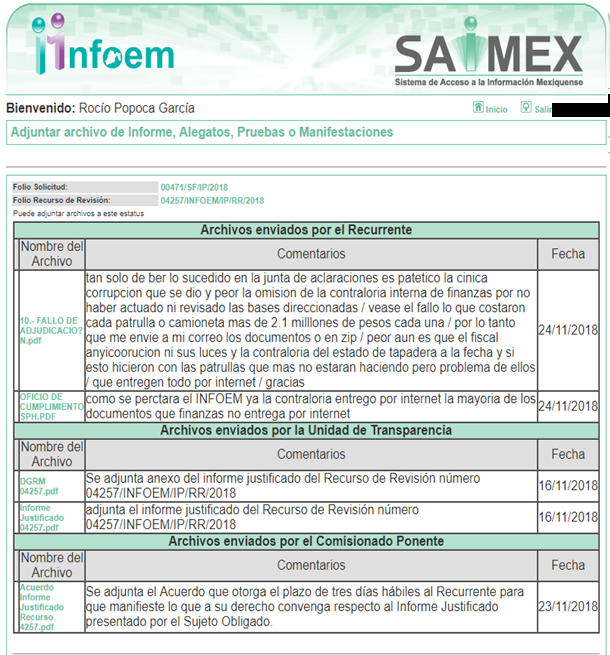 infoem
SAIMEX
Sistema de Acceso a la Información Mexiquense
Bienvenido: Rocío Popoca García
Inicio
Salir
Adjuntar archivo de Informe, Alegatos, Pruebas o Manifestaciones
Folio Solicitud: 00471/SF/IP/2018
Folio Recurso de Revisión: 04257/INFOEM/IP/RR/2018
Puede adjuntar archivos a este estatus
Archivos enviados por el Recurrente
Nombre del
Archivo
Comentarios
Fecha
10.- FALLO DE
ADJUDICACIO?
N.pdf
tan solo de ber lo sucedido en la junta de aclaraciones es patetico la cinica
corrupcion que se dio y peor la omision de la contraloria interna de finanzas por no
haber actuado ni revisado las bases direccionadas / vease el fallo lo que costaron
cada patrulla o camioneta mas de 2.1 milllones de pesos cada una / por lo tanto
que me envie a mi correo los documentos o en zip / peor aun es que el fiscal
anyicoorucion ni sus luces y la contraloria del estado de tapadera a la fecha y si
esto hicieron con las patrullas que mas no estaran haciendo pero problema de ellos
/ que entregen todo por internet / gracias
24/11/2018
OFICIO DE
CUMPLIMIENTO
SPH.PDF
como se perctara el INFOEM ya la contraloria entrego por internet la mayoria de los
documentos que finanzas no entrega por internet
24/11/2018
Archivos enviados por la Unidad de Transparencia
Nombre del
Archivo
Comentarios
Fecha
DGRM
04257.pdf
Se adjunta anexo del informe justificado del Recurso de Revisión número
04257/INFOEM/IP/RR/2018
16/11/2018
Informe
Justificado
04257.pdf
adjunta el informe justificado del Recurso de Revisión número
04257/INFOEM/IP/RR/2018
16/11/2018
Archivos enviados por el Comisionado Ponente
Nombre del
Archivo
Comentarios
Fecha
Acuerdo
Informe
Justificado
Recurso
4257.pdf
Se adjunta el Acuerdo que otorga el plazo de tres días hábiles al Recurrente para
que manifieste lo que a su derecho convenga respecto al Informe Justificado
presentado por el Sujeto Obligado.
23/11/2018